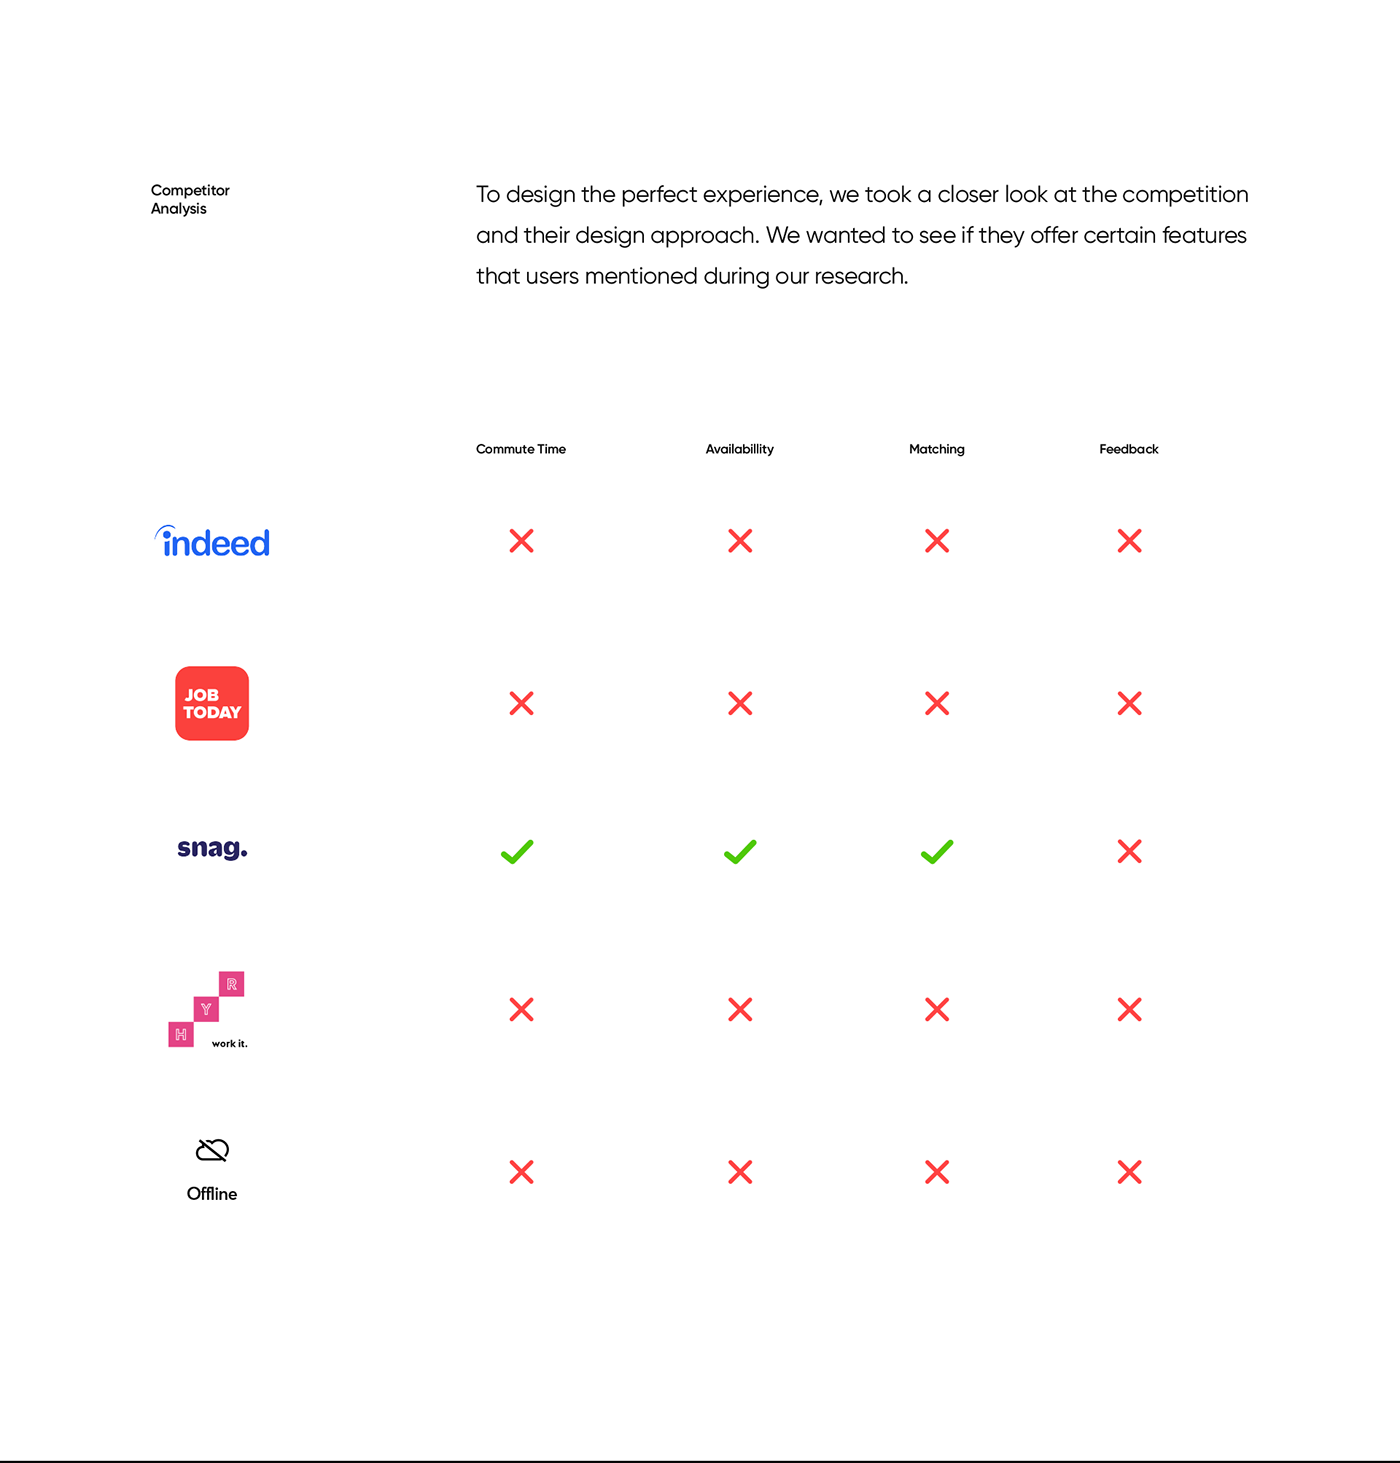 Competitor
Analysis
To design the perfect experience, we took a closer look at the competition
and their design approach. We wanted to see if they offer certain features
that users mentioned during our research.
Commute Time Availabillity Matching Feedback
indeed
JOB
TODAY
snag.
R
Y
H
work it.
Offline